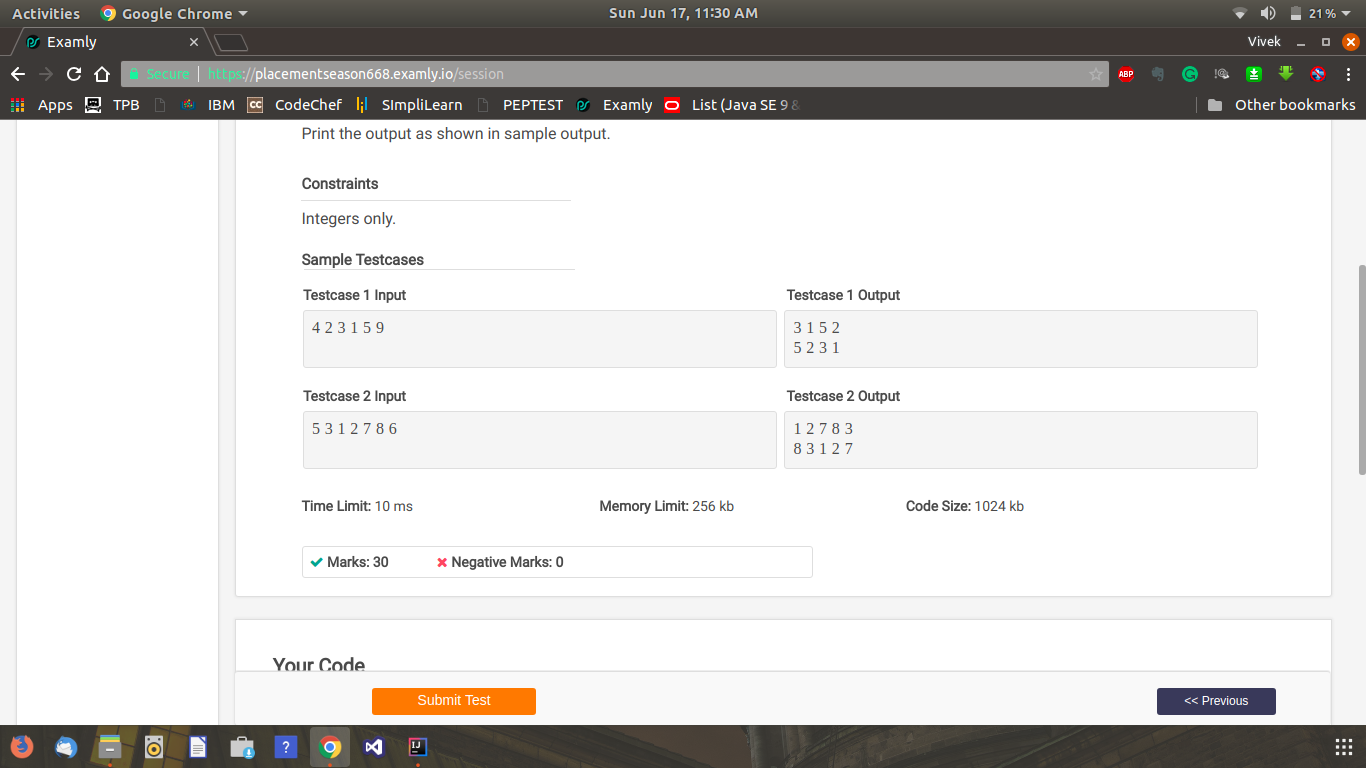 Activities Google Chrome Sun Jun 17, 11:30 AM 21%
Examly Vivek
Secure https://placementseason668.examly.io/session ABP
Apps TPB IBM CC CodeChef SImpliLearn PEPTEST Examly List (Java SE 9 & Other bookmarks
Print the output as shown in sample output.
Constraints
Integers only.
Sample Testcases
Testcase 1 Input Testcase 1 Output
4 2 3 1 5 9 3 1 5 2
5 2 3 1
Testcase 2 Input Testcase 2 Output
5 3 1 2 7 8 6 1 2 7 8 3
8 3 1 2 7
Time Limit: 10 ms Memory Limit: 256 kb Code Size: 1024 kb
Marks: 30 Negative Marks: 0
Your Code
Submit Test << Previous
? IJ